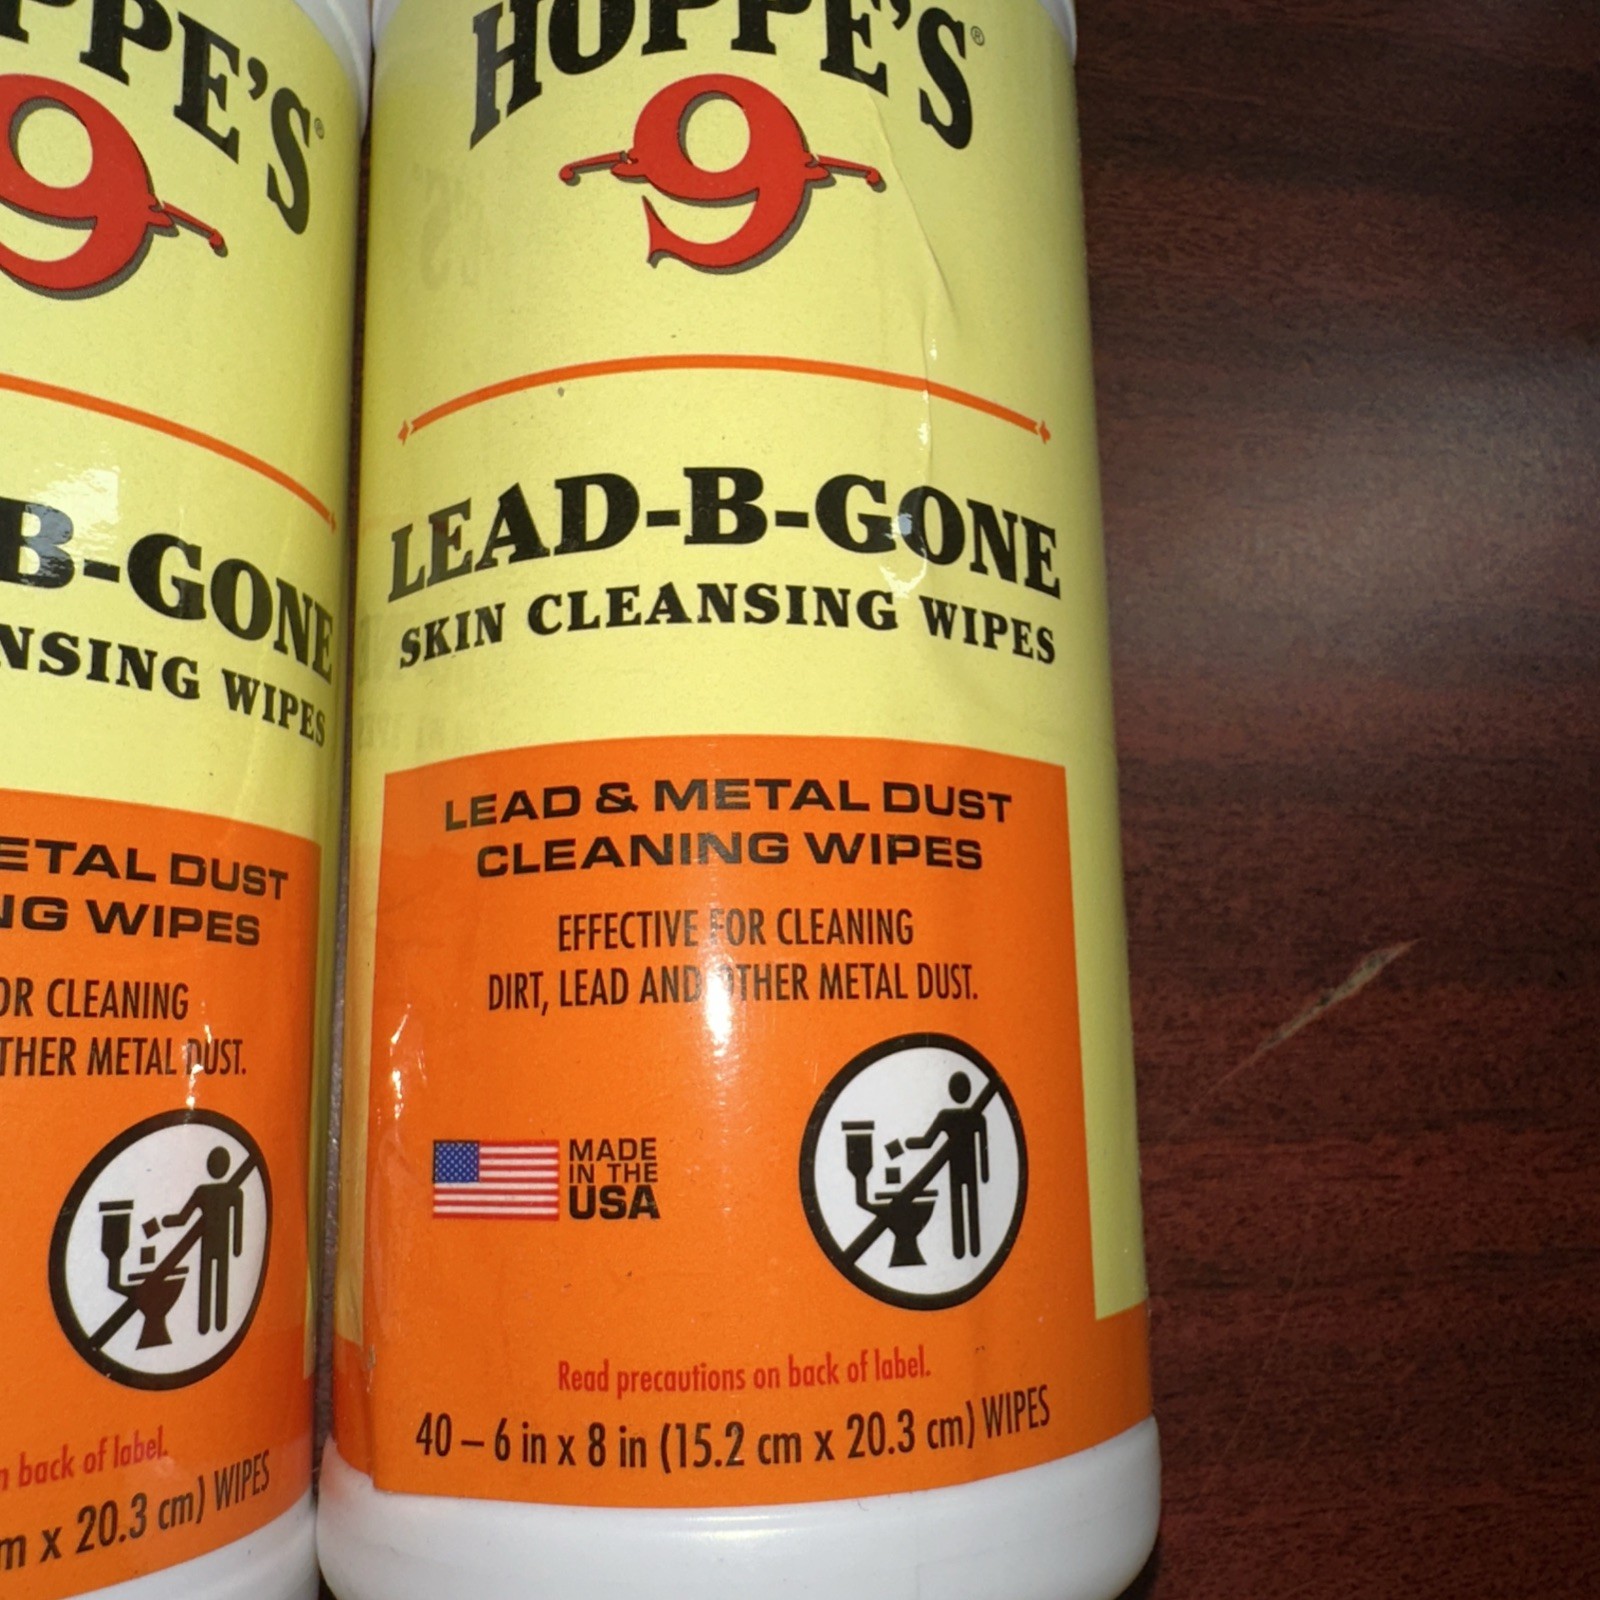 PPE'S®
9
B-GONE
NSING WIPES
ETAL DUST
NG WIPES
OR CLEANING
THER METAL DUST.
n back of label.
m x 20.3 cm) WIPES
HOPPE'S®
9
LEAD-B-GONE
SKIN CLEANSING WIPES
LEAD & METAL DUST
CLEANING WIPES
EFFECTIVE FOR CLEANING
DIRT, LEAD AND OTHER METAL DUST.
MADE
IN THE
USA
Read precautions on back of label.
40 – 6 in x 8 in (15.2 cm x 20.3 cm) WIPES